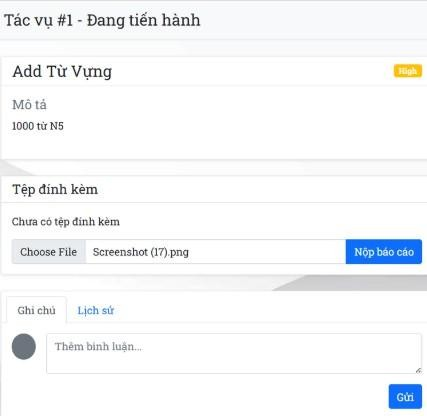 Tác vụ #1 - Đang tiến hành
Add Từ Vựng
High
Mô tả
1000 từ N5
Tệp đính kèm
Chưa có tệp đính kèm
Choose File
Screenshot (17).png
Nộp báo cáo
Ghi chú
Lịch sử
Thêm bình luận...
Gửi